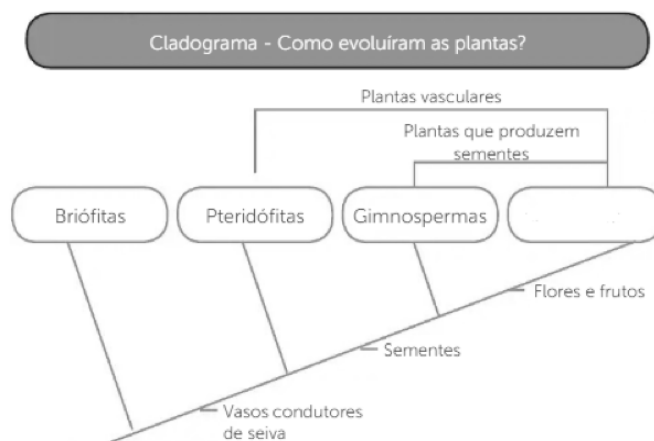 Cladograma - Como evoluíram as plantas?
Plantas vasculares
Plantas que produzem
sementes
Briófitas
Pteridófitas
Gimnospermas
Flores e frutos
Sementes
Vasos condutores
de seiva